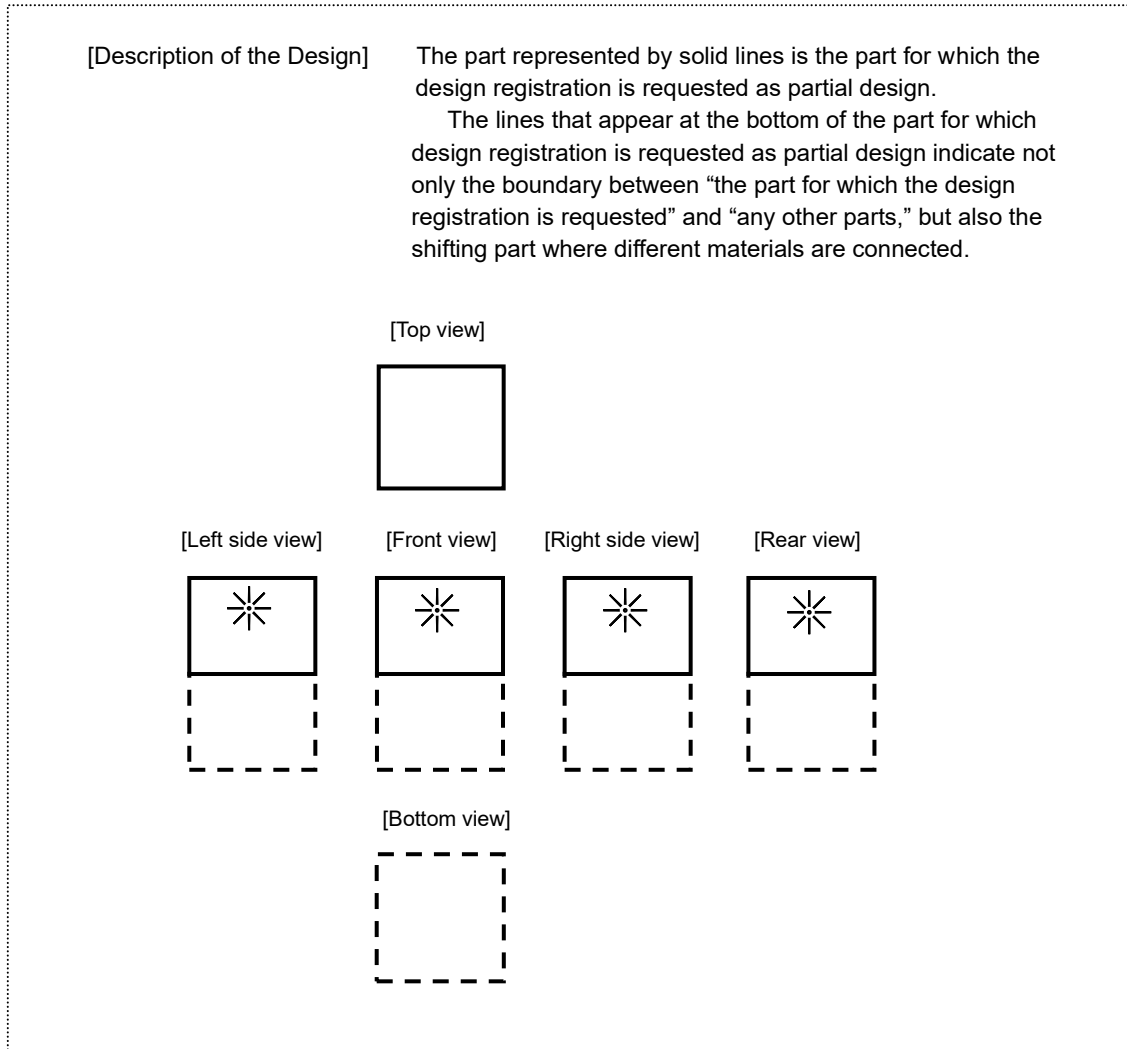 [Description of the Design] The part represented by solid lines is the part for which the
design registration is requested as partial design.
The lines that appear at the bottom of the part for which
design registration is requested as partial design indicate not
only the boundary between “the part for which the design
registration is requested” and “any other parts,” but also the
shifting part where different materials are connected.
[Top view]
[Left side view] [Front view] [Right side view] [Rear view]
[Bottom view]